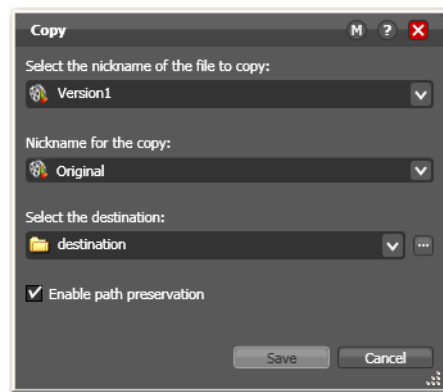 Copy
M ?
Select the nickname of the file to copy:
Version1
Nickname for the copy:
Original
Select the destination:
destination
...
Enable path preservation
Save Cancel